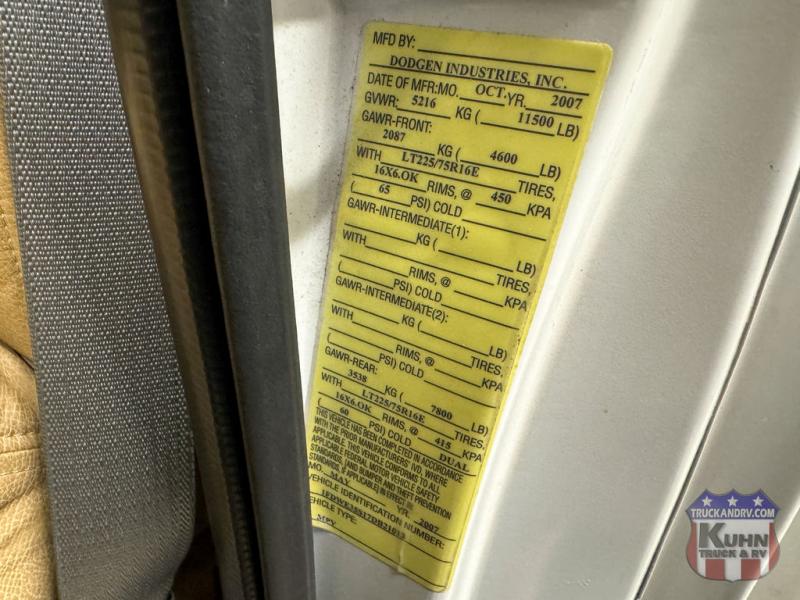 MFD BY:
DODGEN INDUSTRIES, INC.
DATE OF MFR:MO. OCT. YR. 2007
GVWR: 5216 KG ( 11500 LB)
GAWR-FRONT:
2087 KG ( 4600 LB)
WITH LT225/75R16E TIRES,
16X6.OK RIMS, @ 450 KPA
( 65 PSI) COLD
GAWR-INTERMEDIATE(1):
KG ( LB)
WITH TIRES,
RIMS, @ KPA
( PSI) COLD
GAWR-INTERMEDIATE(2):
KG ( LB)
WITH TIRES,
RIMS, @ KPA
( PSI) COLD
GAWR-REAR:
3538 KG ( 7800 LB)
WITH LT225/75R16E TIRES,
16X6.OK RIMS, @ 415 KPA
( 60 PSI) COLD DUAL
THIS VEHICLE HAS BEEN COMPLETED IN ACCORDANCE
WITH THE PRIOR MANUFACTURERS IVD, WHERE
APPLICABLE. THIS VEHICLE CONFORMS TO ALL
APPLICABLE FEDERAL MOTOR VEHICLE SAFETY
STANDARDS, BUMPER AND THEFT PREVENTION
STANDARDS, IF APPLICABLE) IN EFFECT IN
MO. MAY YR 2007
VEHICLE IDENTIFICATION NUMBER:
VEHICLE TYPE:
MPV
TRUCKANDRV.COM
KUHN
TRUCK & RV